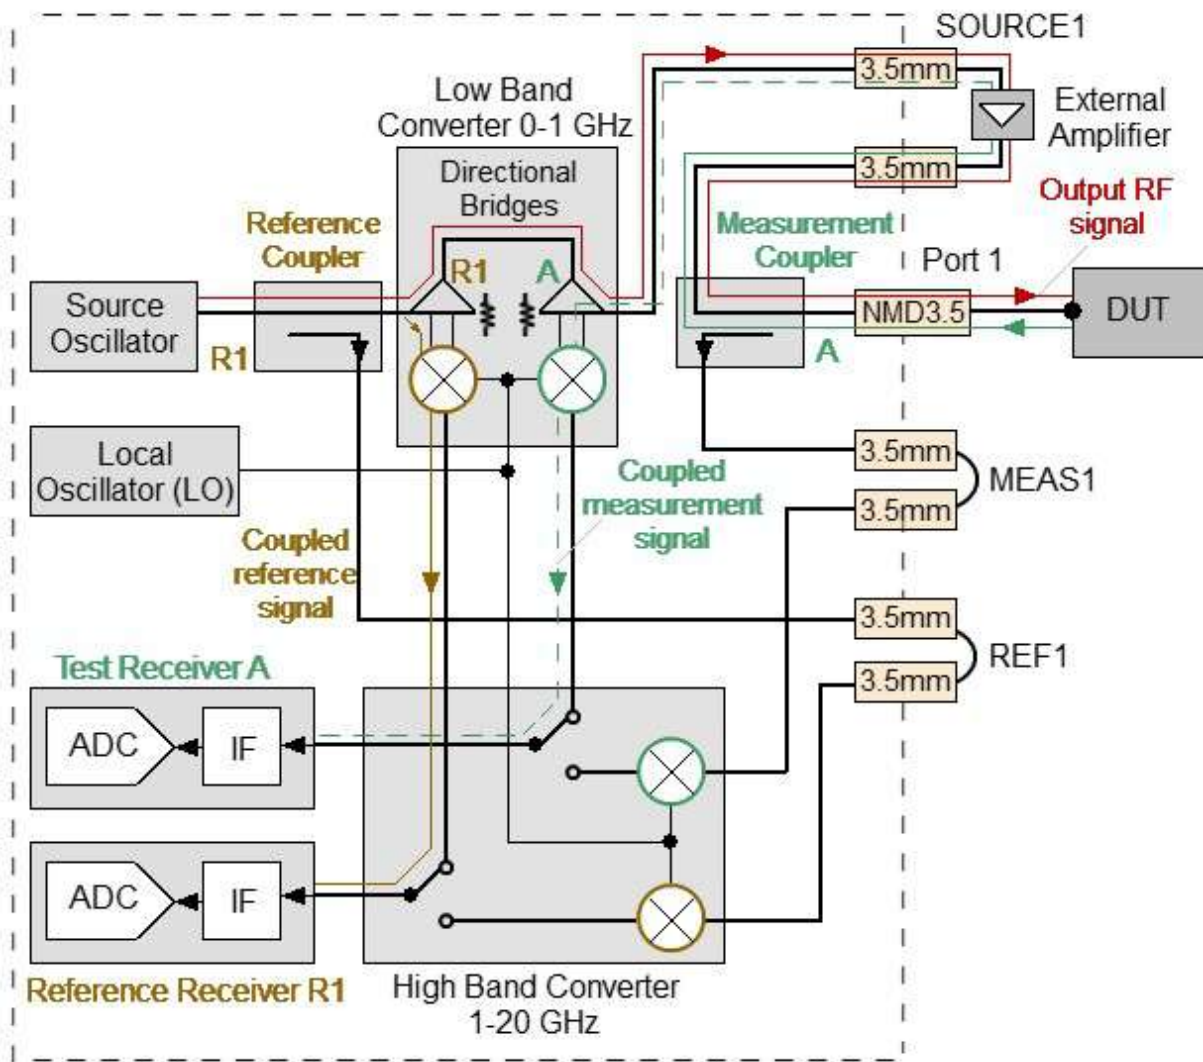 SOURCE1
3.5mm
Low Band
Converter 0-1 GHz
External
Amplifier
Directional
Bridges
3.5mm
Output RF
signal
Reference
Coupler
Measurement
Coupler
Port 1
R1
A
Source
Oscillator
NMD3.5
DUT
R1
A
Local
Oscillator (LO)
3.5mm
MEAS1
3.5mm
Coupled
measurement
signal
Coupled
reference
signal
3.5mm
REF1
3.5mm
Test Receiver A
ADC
IF
ADC
IF
Reference Receiver R1
High Band Converter
1-20 GHz